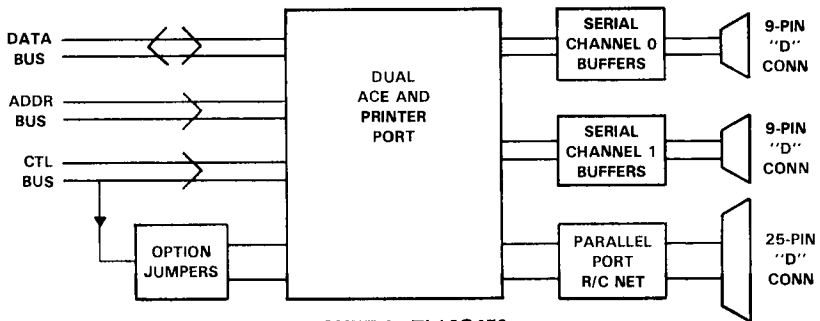 DATA
BUS
ADDR
BUS
CTL
BUS
OPTION
JUMPERS
DUAL
ACE AND
PRINTER
PORT
SERIAL
CHANNEL 0
BUFFERS
9-PIN
"D"
CONN
SERIAL
CHANNEL 1
BUFFERS
9-PIN
"D"
CONN
PARALLEL
PORT
R/C NET
25-PIN
"D"
CONN